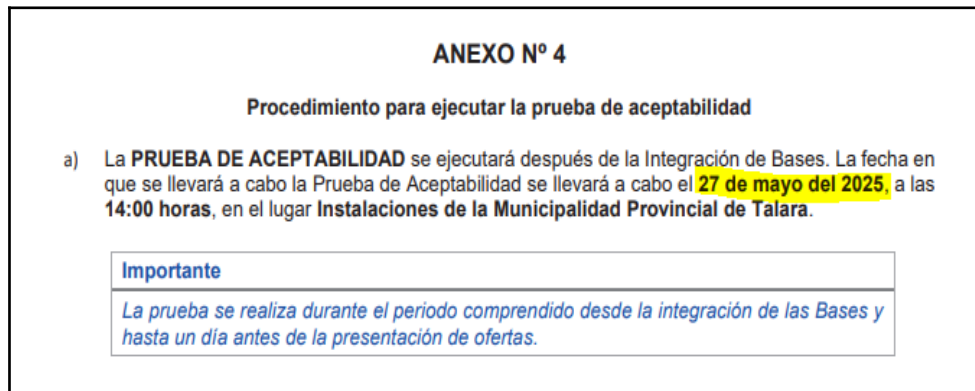 ANEXO Nº 4
Procedimiento para ejecutar la prueba de aceptabilidad
a) La PRUEBA DE ACEPTABILIDAD se ejecutará después de la Integración de Bases. La fecha en
que se llevará a cabo la Prueba de Aceptabilidad se llevará a cabo el 27 de mayo del 2025, a las
14:00 horas, en el lugar Instalaciones de la Municipalidad Provincial de Talara.
Importante
La prueba se realiza durante el periodo comprendido desde la integración de las Bases y
hasta un día antes de la presentación de ofertas.